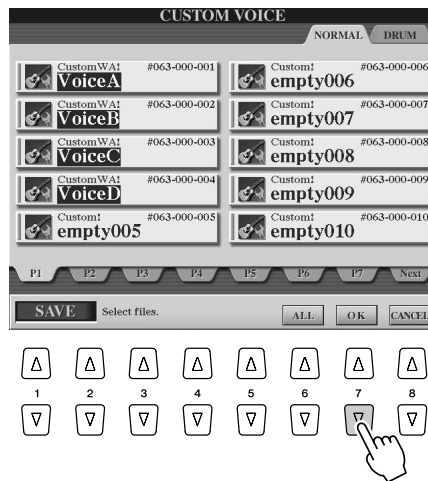 CUSTOM VOICE
NORMAL DRUM
CustomWA! #063-000-001
VoiceA
CustomWA! #063-000-002
VoiceB
CustomWA! #063-000-003
VoiceC
CustomWA! #063-000-004
VoiceD
Custom! #063-000-005
empty005
Custom! #063-000-006
empty006
Custom! #063-000-007
empty007
Custom! #063-000-008
empty008
Custom! #063-000-009
empty009
Custom! #063-000-010
empty010
P1 P2 P3 P4 P5 P6 P7 Next
SAVE Select files. ALL OK CANCEL
1 2 3 4 5 6 7 8